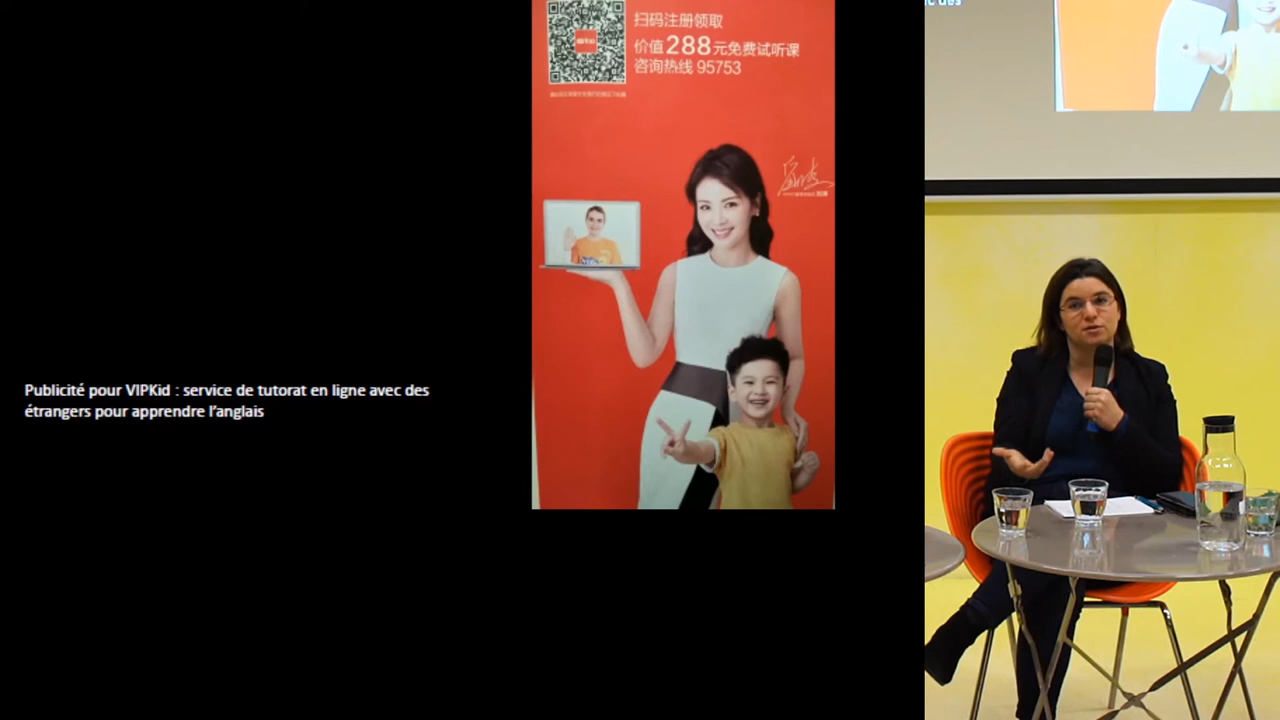 扫码注册领取
价值288元免费试听课
咨询热线 95753
Publicité pour VIPKid : service de tutorat en ligne avec des
étrangers pour apprendre l'anglais